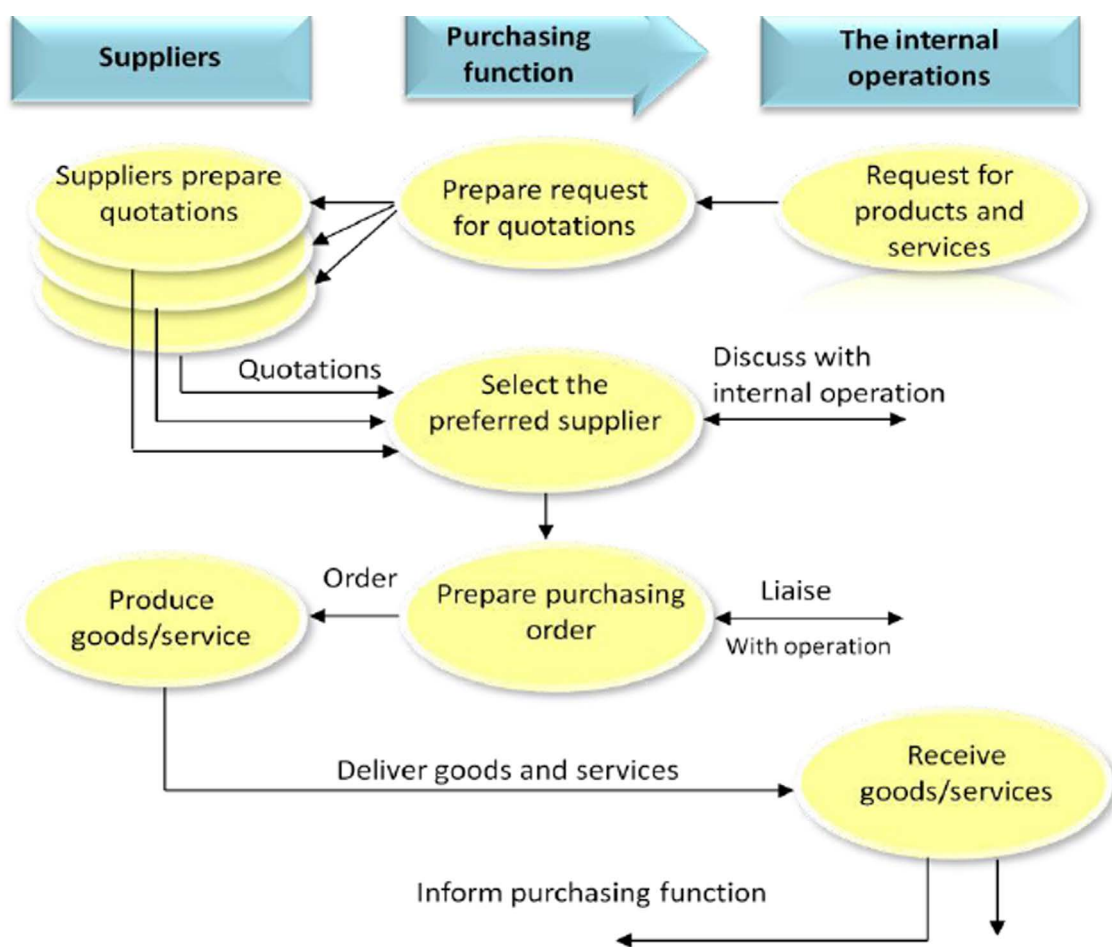 Suppliers
Purchasing
function
The internal
operations
Suppliers prepare
quotations
Prepare request
for quotations
Request for
products and
services
Quotations
Select the
preferred supplier
Discuss with
internal operation
Produce
goods/service
Order
Prepare purchasing
order
Liaise
With operation
Deliver goods and services
Receive
goods/services
Inform purchasing function